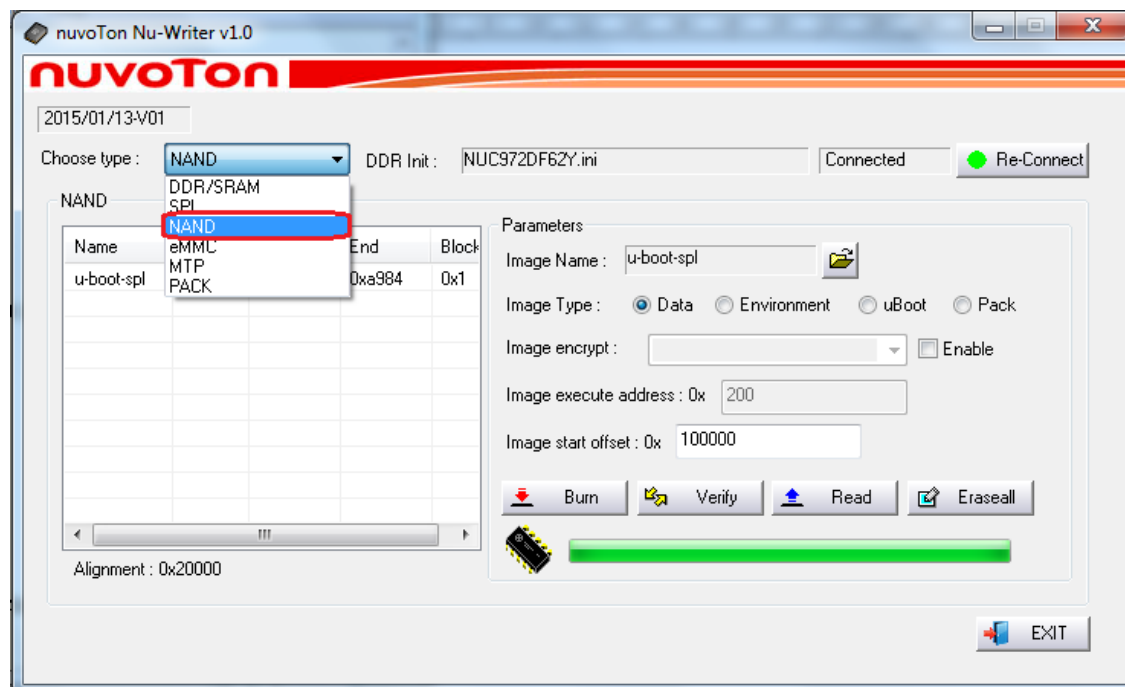 nuvoTon Nu-Writer v1.0
nuvoTon
2015/01/13-V01
Choose type : NAND DDR Init : NUC972DF62Y.ini Connected Re-Connect
DDR/SRAM
SPI
NAND
eMMC
MTP
PACK
NAND
Name End Block
u-boot-spl 0xa984 0x1
Alignment : 0x20000
Parameters
Image Name : u-boot-spl
Image Type : Data Environment uBoot Pack
Image encrypt : Enable
Image execute address : 0x 200
Image start offset : 0x 100000
Burn Verify Read Eraseall
EXIT